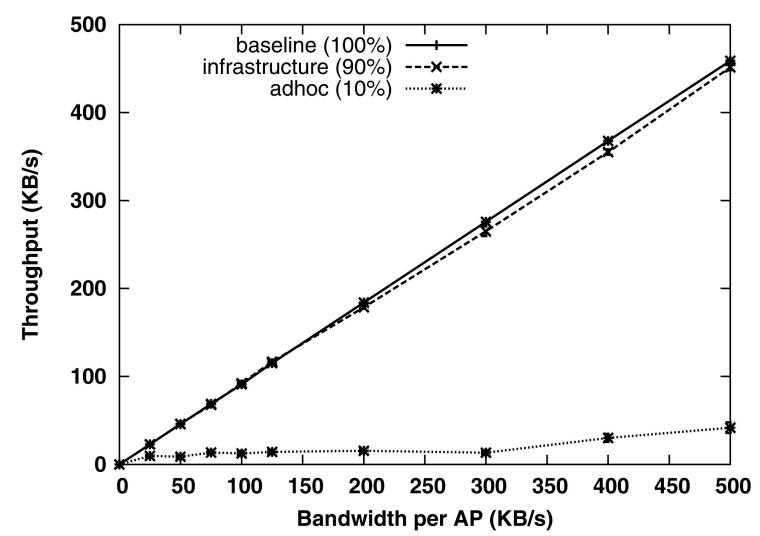 500
400
300
200
100
0
Throughput (KB/s)
baseline (100%)
infrastructure (90%)
adhoc (10%)
0 50 100 150 200 250 300 350 400 450 500
Bandwidth per AP (KB/s)